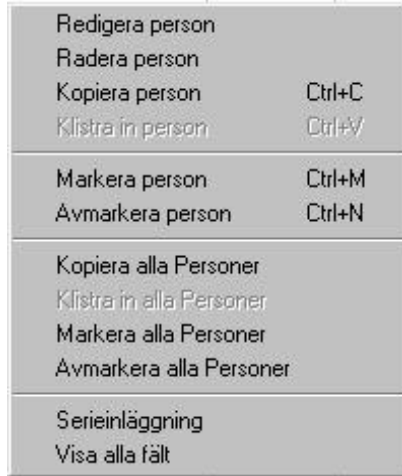 Redigera person
Radera person
Kopiera person Ctrl+C
Klistra in person Ctrl+V
Markera person Ctrl+M
Avmarkera person Ctrl+N
Kopiera alla Personer
Klistra in alla Personer
Markera alla Personer
Avmarkera alla Personer
Serieinläggning
Visa alla fält